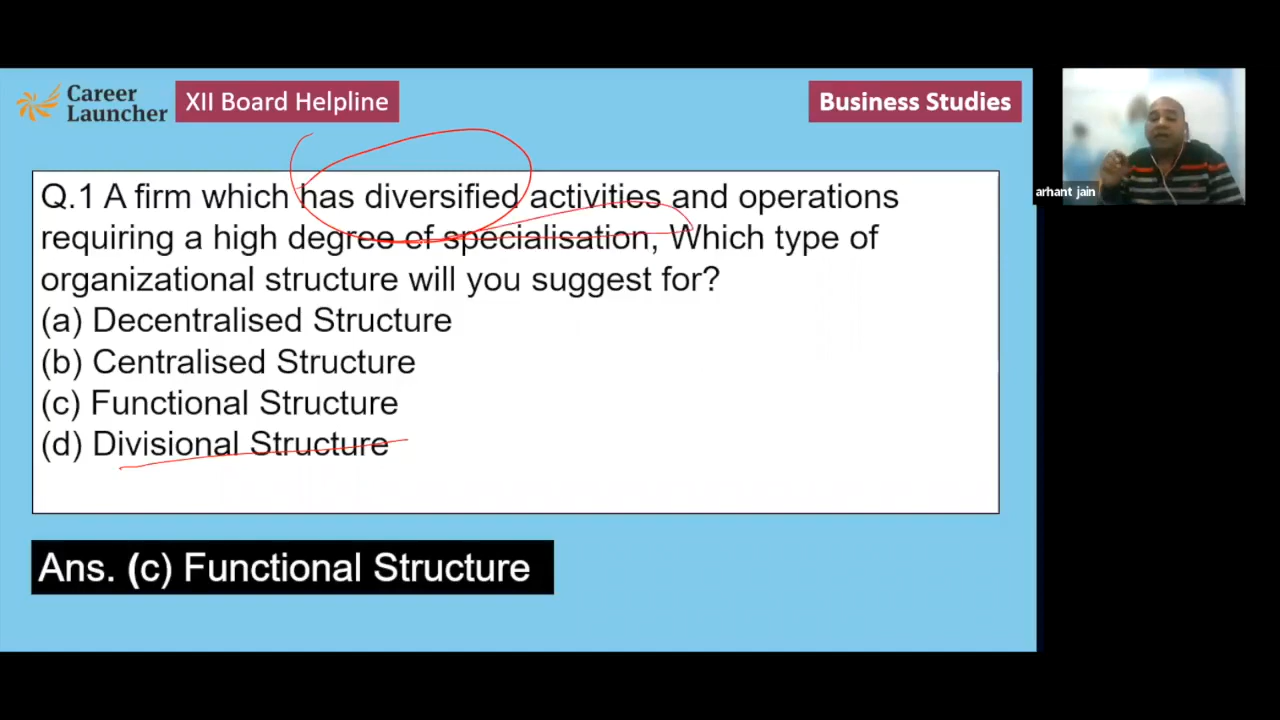 Career
Launcher
XII Board Helpline
Business Studies
arhant jain
Q.1 A firm which has diversified activities and operations
requiring a high degree of specialisation, Which type of
organizational structure will you suggest for?
(a) Decentralised Structure
(b) Centralised Structure
(c) Functional Structure
(d) Divisional Structure
Ans. (c) Functional Structure